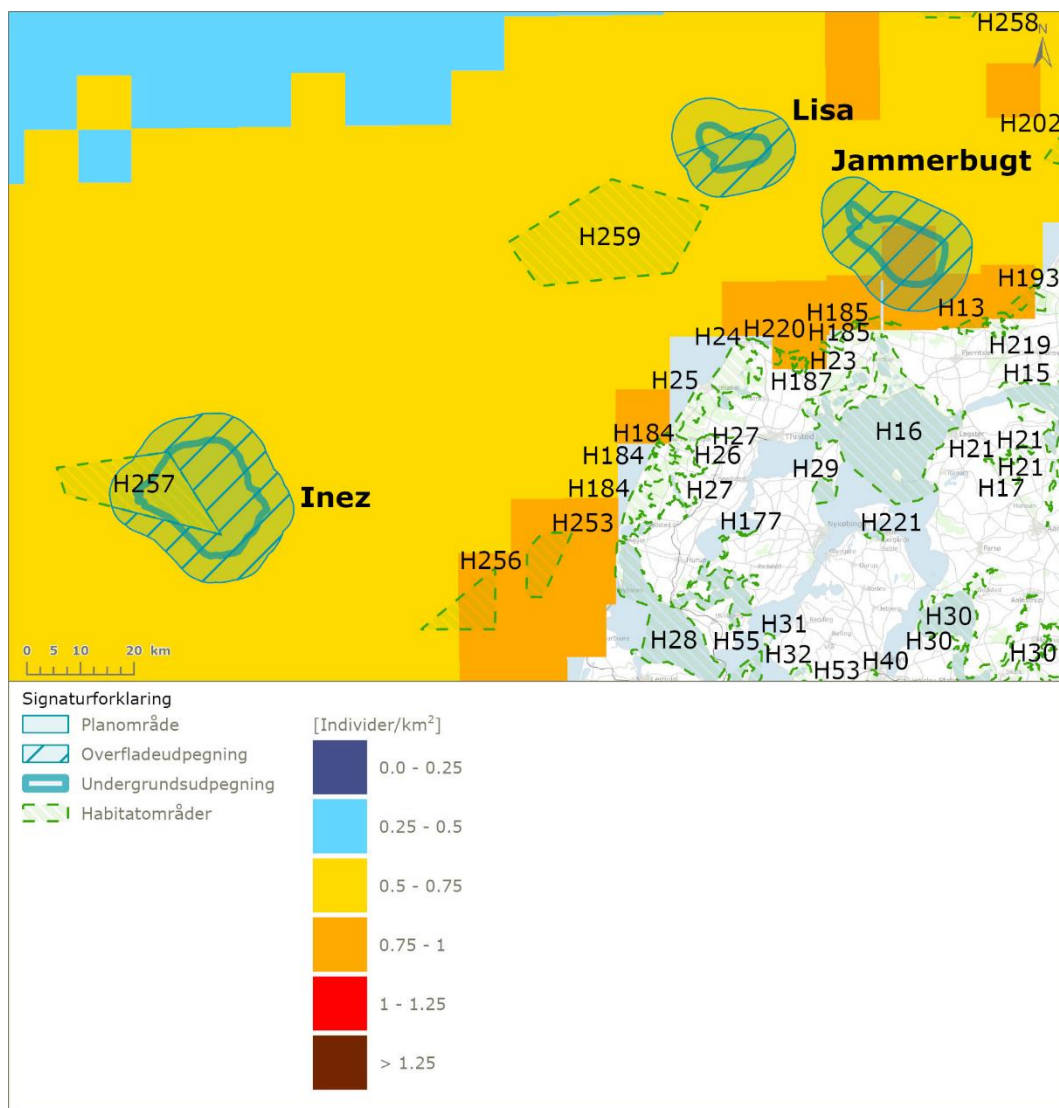 H258
N
Lisa
H202
Jammerbugt
H259
H193
H185
H13
H220
H24
H185
H219
H23
H25
H187
H15
Thisted
H184
H27
H16
H21
H21
H184
H26
H29
H21
H257
H27
H17
H184
Inez
H253
H177
Nykøbing
H221
H256
H30
H31
H28
H55
H30
H30
H32
H40
H53
0 5 10 20 km
Signaturforklaring
Planområde
Overfladeudpegning
Undergrundsudpegning
Habitatområder
[Individer/km²]
0.0 - 0.25
0.25 - 0.5
0.5 - 0.75
0.75 - 1
1 - 1.25
> 1.25